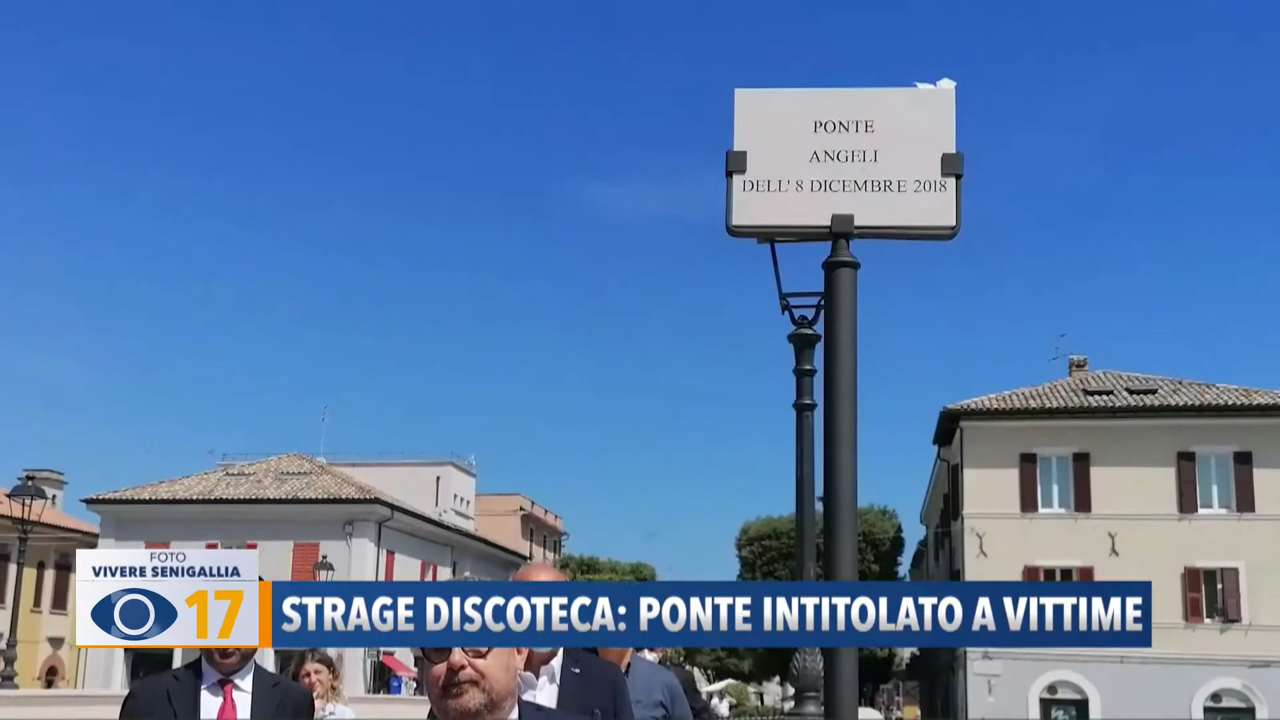 PONTE
ANGELI
DELL' 8 DICEMBRE 2018
FOTO
VIVERE SENIGALLIA
17
STRAGE DISCOTECA: PONTE INTITOLATO A VITTIME